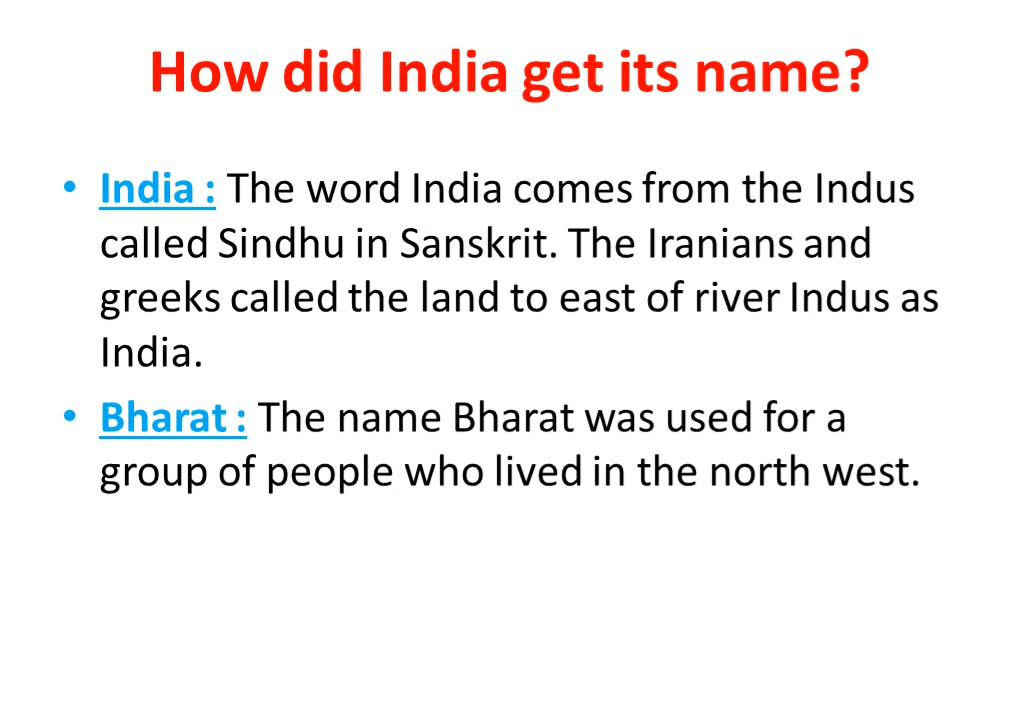 How did India get its name?
• India : The word India comes from the Indus
called Sindhu in Sanskrit. The Iranians and
greeks called the land to east of river Indus as
India.
• Bharat : The name Bharat was used for a
group of people who lived in the north west.